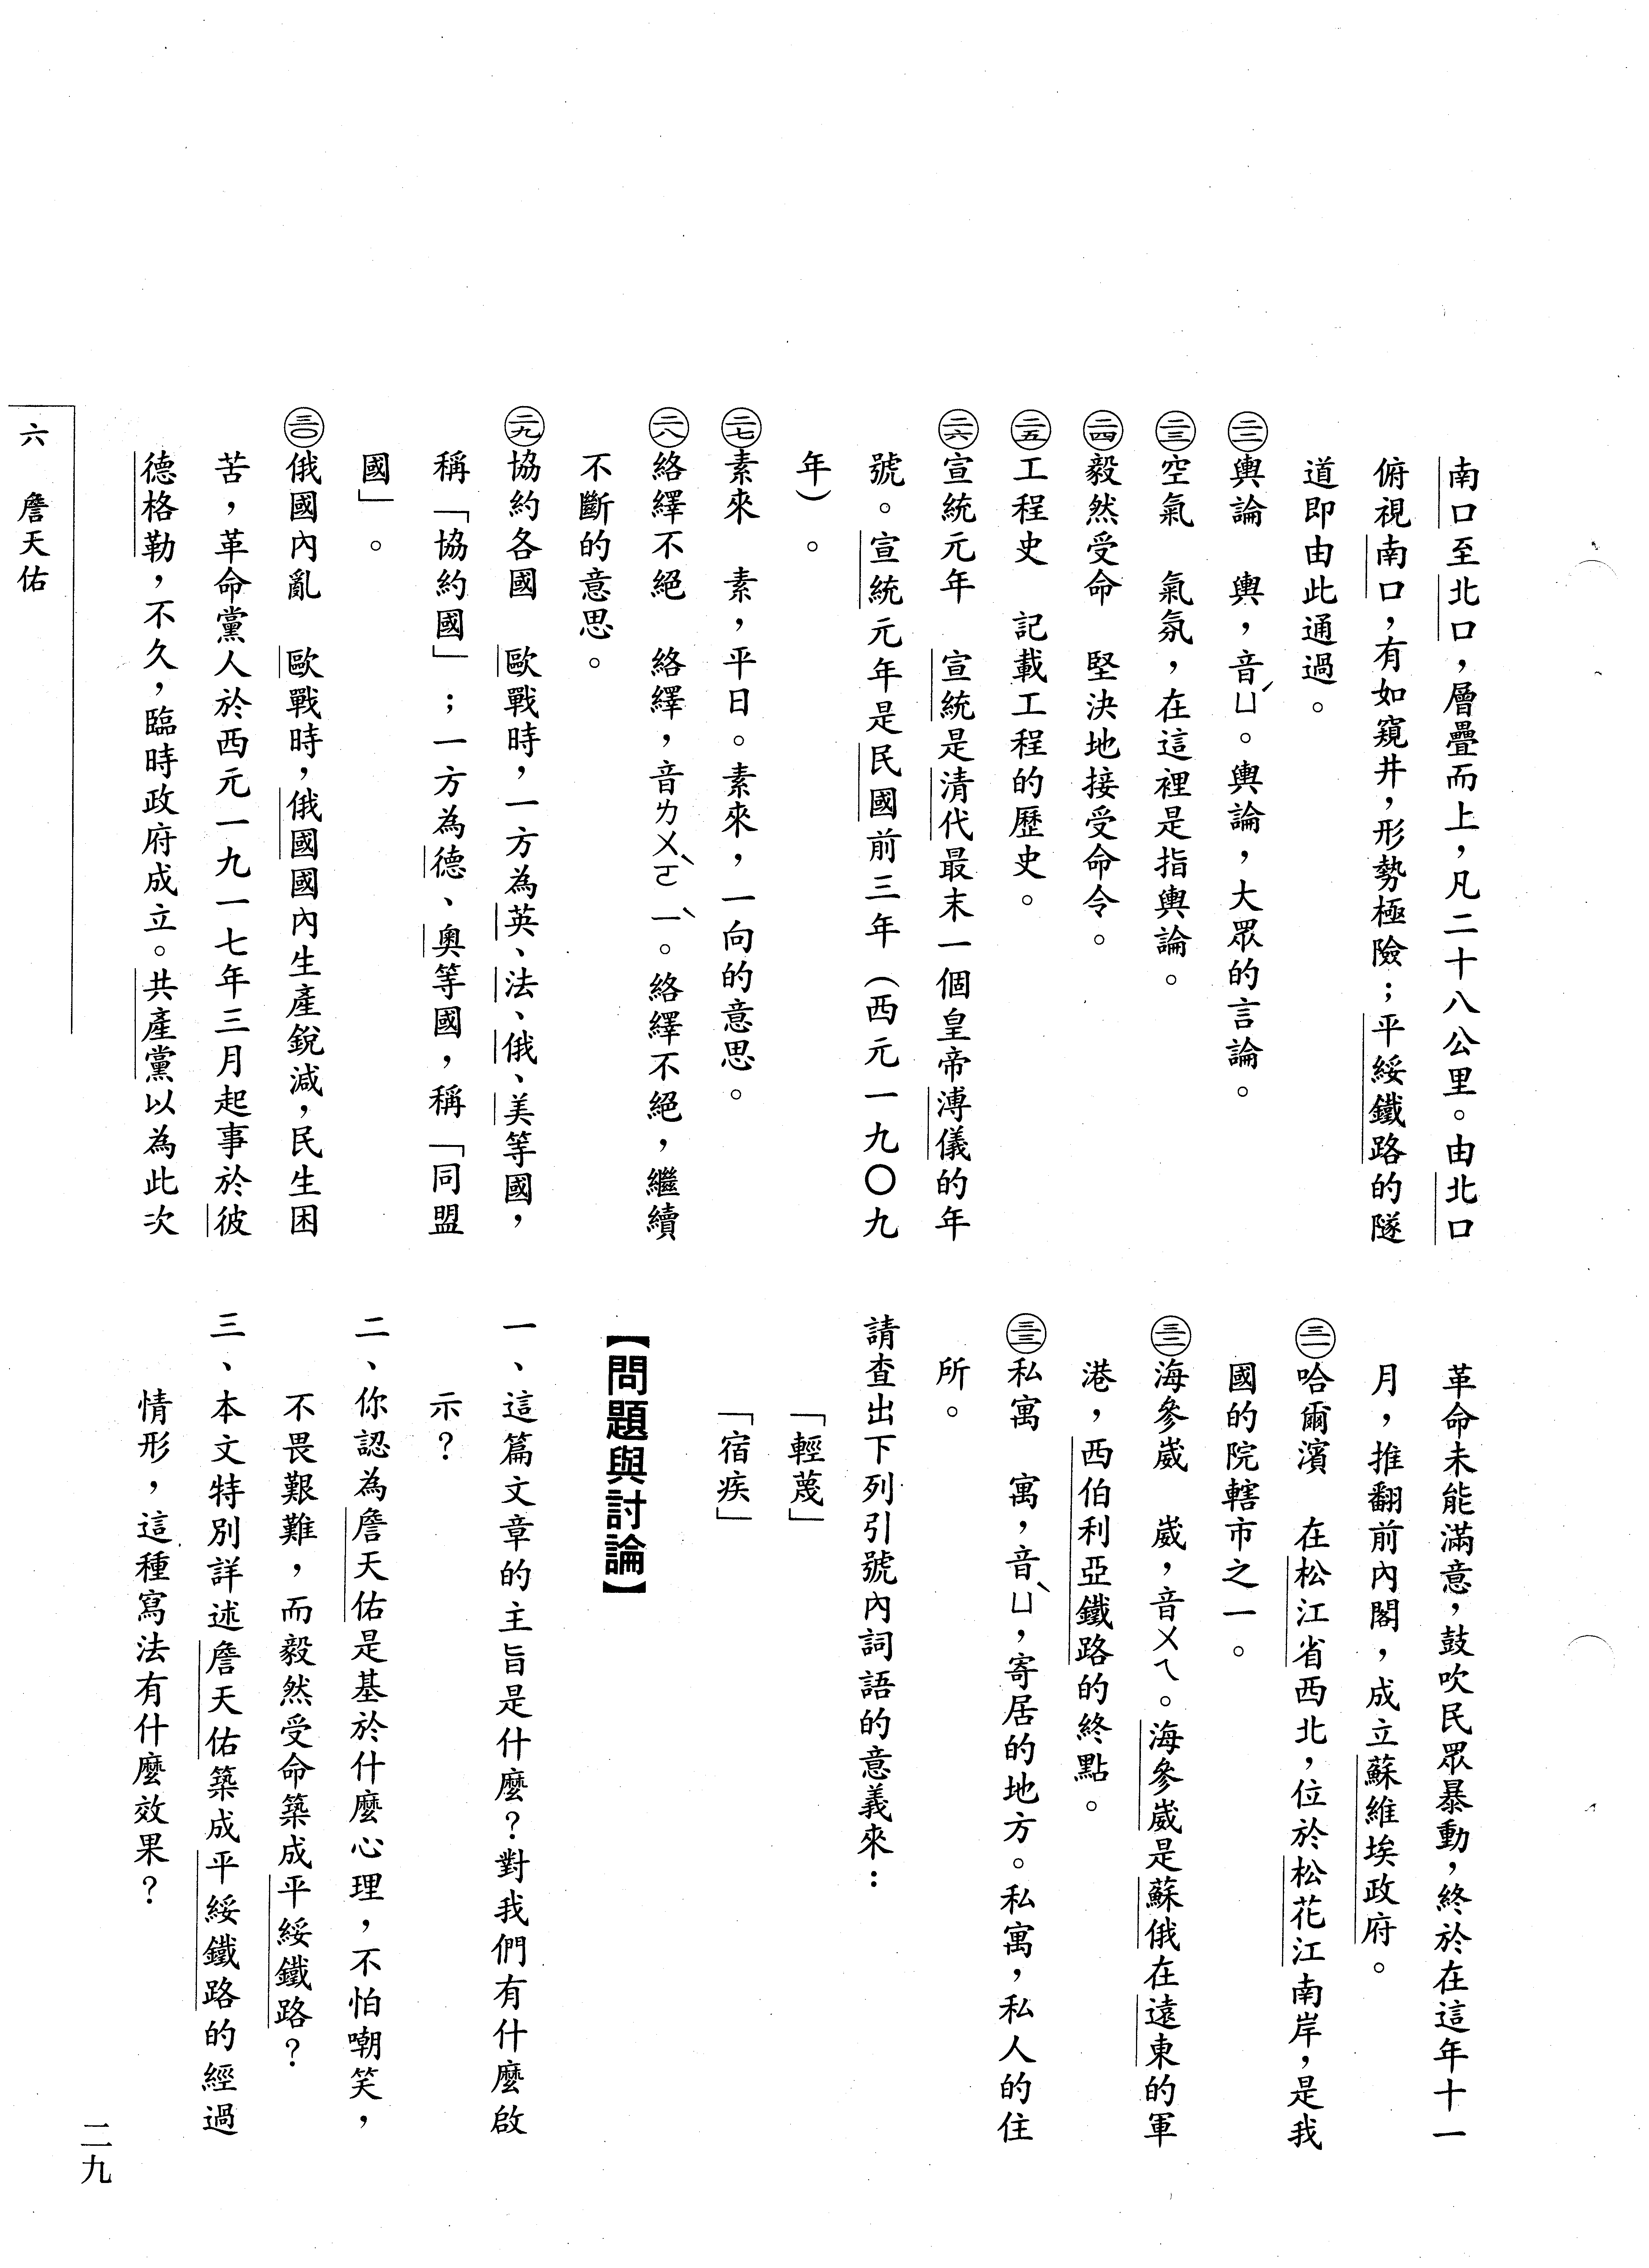 南口至北口，層疊而上，凡二十八公里。由北口
俯視南口，有如窺井，形勢極險；平綏鐵路的隧
道即由此通過。
㉒輿論　輿，音ㄩˊ。輿論，大眾的言論。
㉓空氣　氣氛，在這裡是指輿論。
㉔毅然受命　堅決地接受命令。
㉕工程史　記載工程的歷史。
㉖宣統元年　宣統是清代最末一個皇帝溥儀的年
號。宣統元年是民國前三年（西元一九〇九
年）。
㉗素來　素，平日。素來，一向的意思。
㉘絡繹不絕　絡繹，音ㄌㄨㄛˋ ㄧˋ。絡繹不絕，繼續
不斷的意思。
㉙協約各國　歐戰時，一方為英、法、俄、美等國，
稱「協約國」；一方為德、奧等國，稱「同盟
國」。
㉚俄國內亂　歐戰時，俄國國內生產銳減，民生困
苦，革命黨人於西元一九一七年三月起事於彼
德格勒，不久，臨時政府成立。共產黨以為此次
革命未能滿意，鼓吹民眾暴動，終於在這年十一
月，推翻前內閣，成立蘇維埃政府。
㉛哈爾濱　在松江省西北，位於松花江南岸，是我
國的院轄市之一。
㉜海參崴　崴，音ㄨㄟ。海參崴是蘇俄在遠東的軍
港，西伯利亞鐵路的終點。
㉝私寓　寓，音ㄩˋ，寄居的地方。私寓，私人的住
所。
請查出下列引號內詞語的意義來：
「輕蔑」
「宿疾」
【問題與討論】
一、這篇文章的主旨是什麼？對我們有什麼啟
示？
二、你認為詹天佑是基於什麼心理，不怕嘲笑，
不畏艱難，而毅然受命築成平綏鐵路？
三、本文特別詳述詹天佑築成平綏鐵路的經過
情形，這種寫法有什麼效果？
六　詹天佑
二九